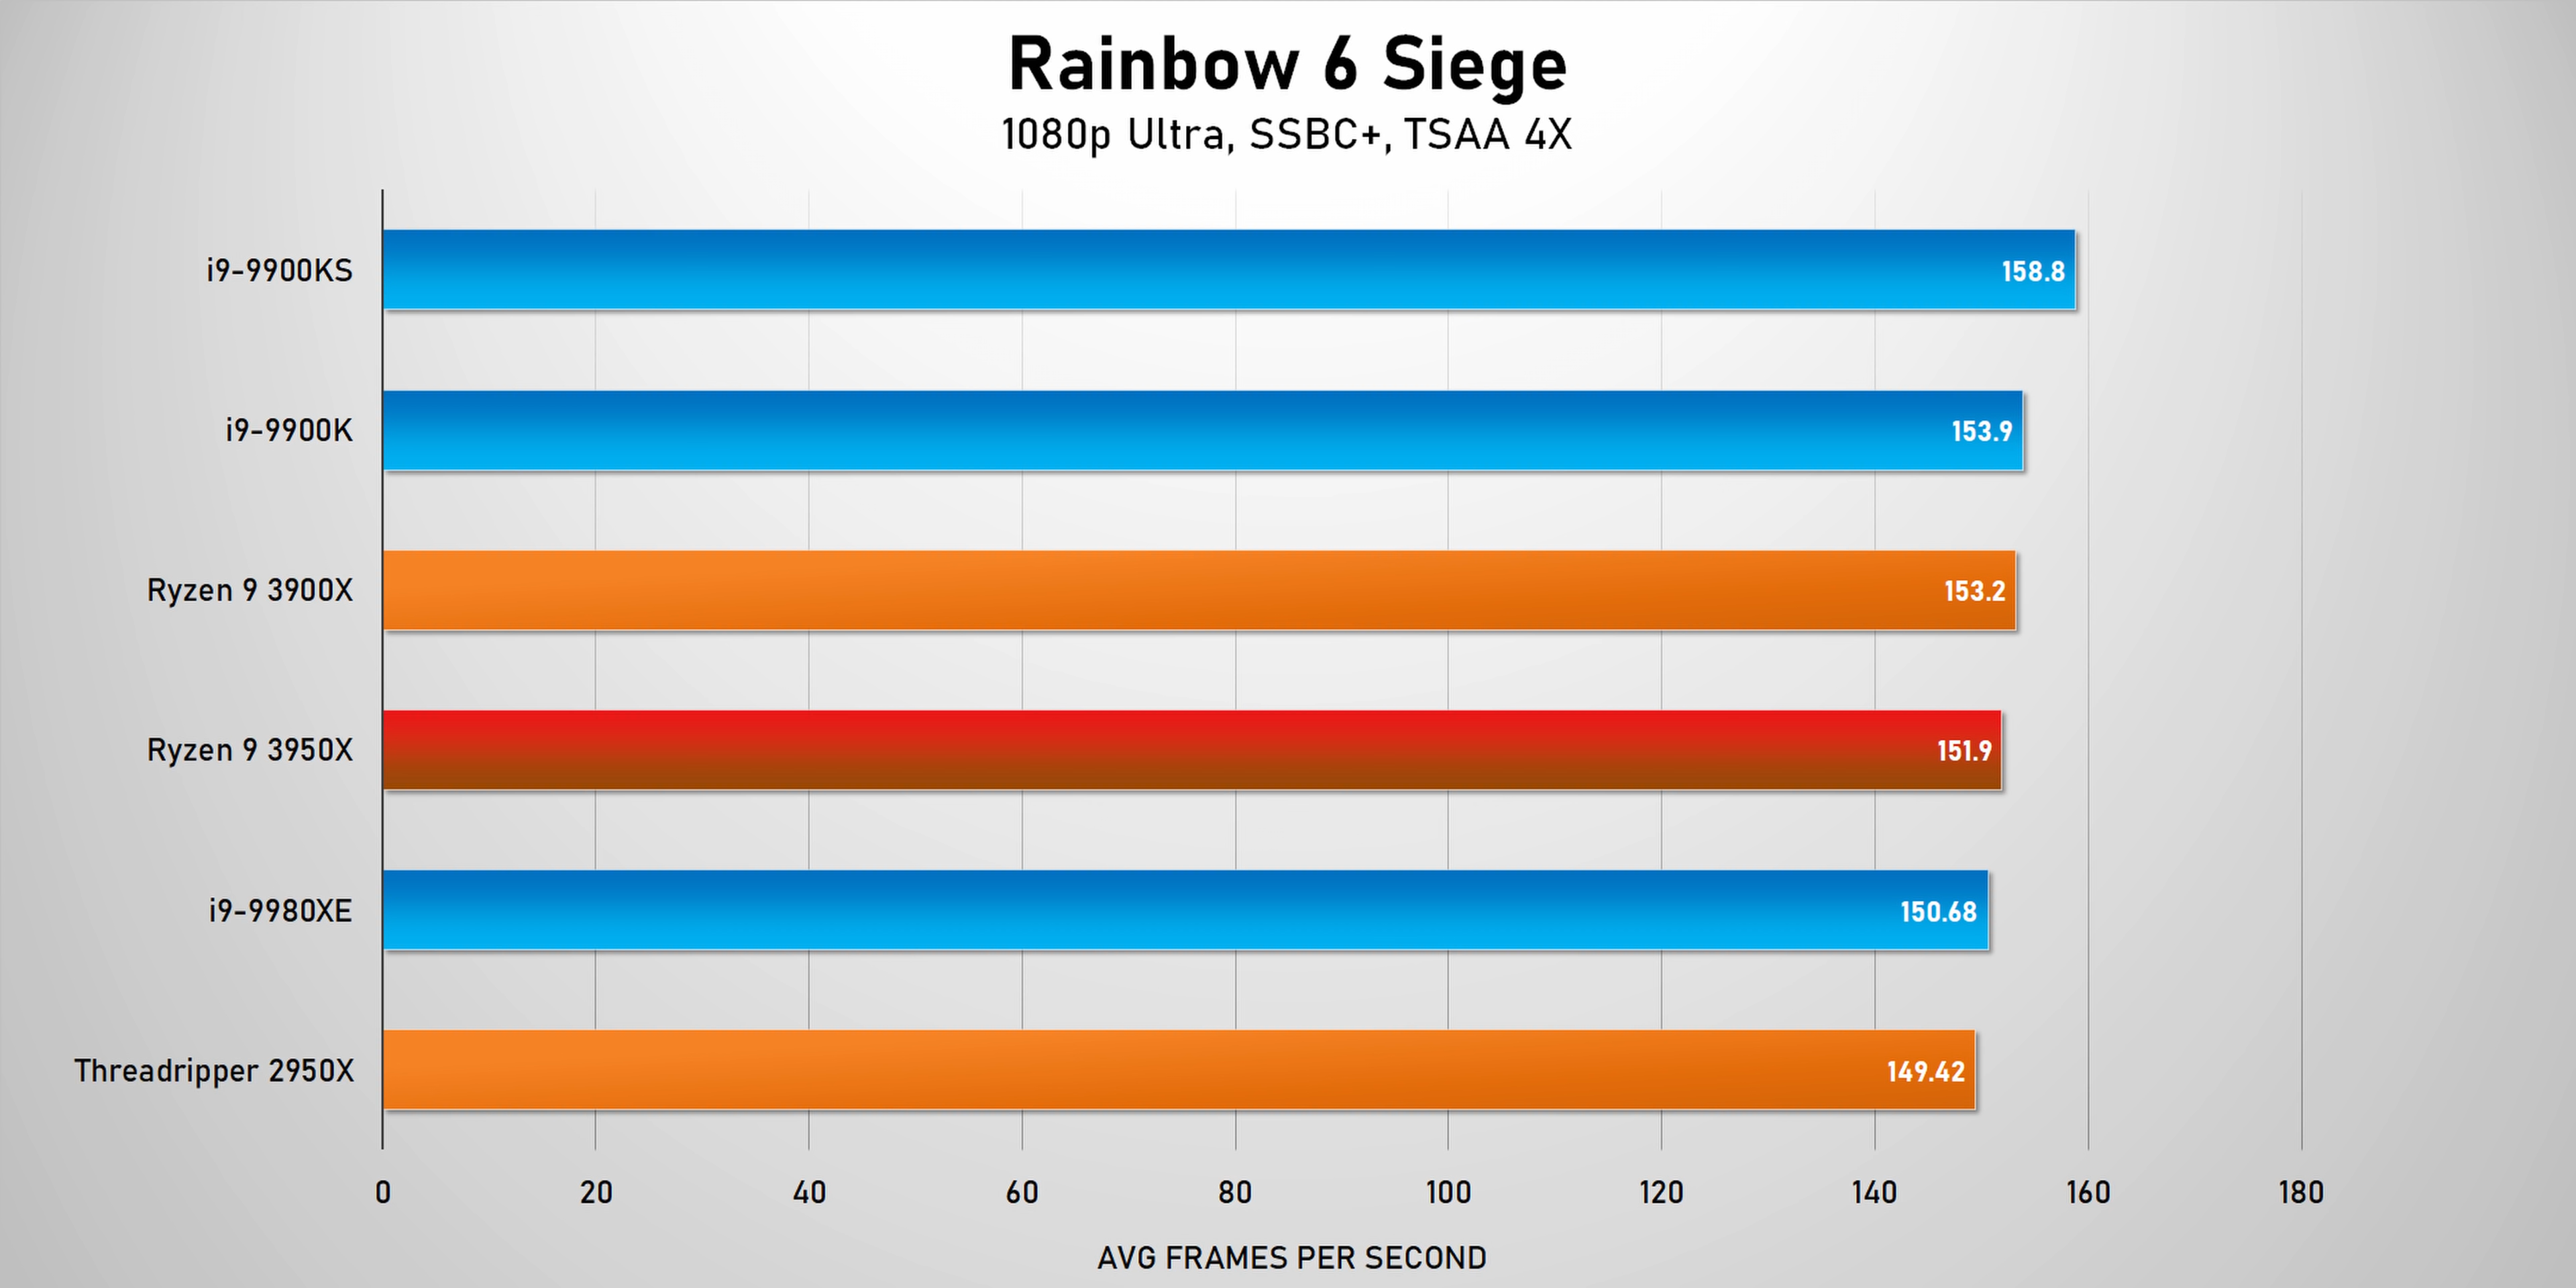 Rainbow 6 Siege
1080p Ultra, SSBC+, TSAA 4X
i9-9900KS 158.8
i9-9900K 153.9
Ryzen 9 3900X 153.2
Ryzen 9 3950X 151.9
i9-9980XE 150.68
Threadripper 2950X 149.42
0 20 40 60 80 100 120 140 160 180
AVG FRAMES PER SECOND